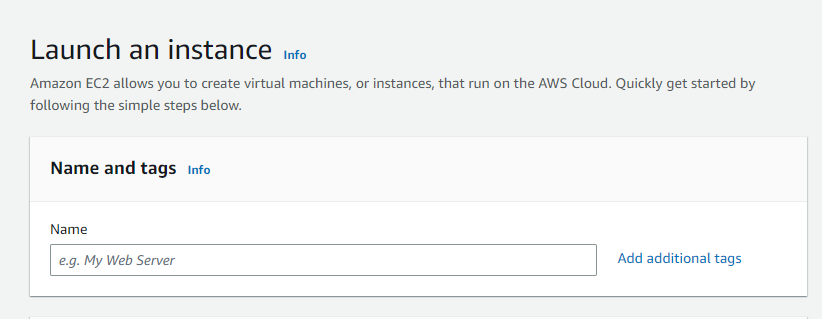 Launch an instance Info
Amazon EC2 allows you to create virtual machines, or instances, that run on the AWS Cloud. Quickly get started by
following the simple steps below.
Name and tags Info
Name
e.g. My Web Server
Add additional tags